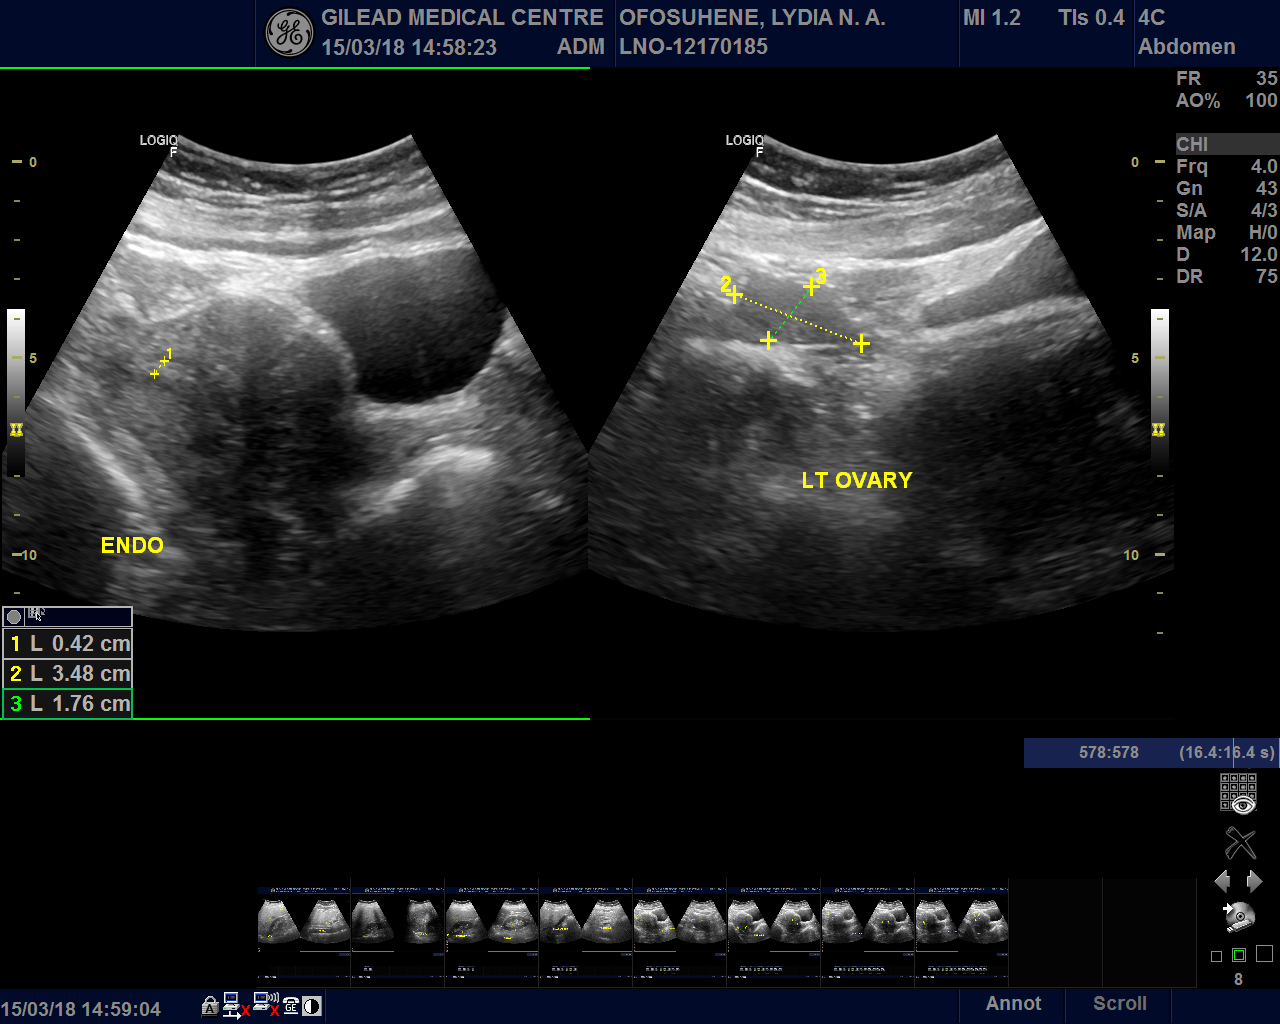 GILEAD MEDICAL CENTRE
15/03/18 14:58:23 ADM
OFOSUHENE, LYDIA N. A.
LNO-12170185
MI 1.2 TIs 0.4
4C
Abdomen
FR 35
AO% 100
CHI
Frq 4.0
Gn 43
S/A 4/3
Map H/0
D 12.0
DR 75
LOGIQ
F
0
5
10
1
ENDO
LOGIQ
F
0
5
10
2
3
LT OVARY
1 L 0.42 cm
2 L 3.48 cm
3 L 1.76 cm
578:578 (16.4:16.4 s)
8
15/03/18 14:59:04
A
GE
Annot
Scroll